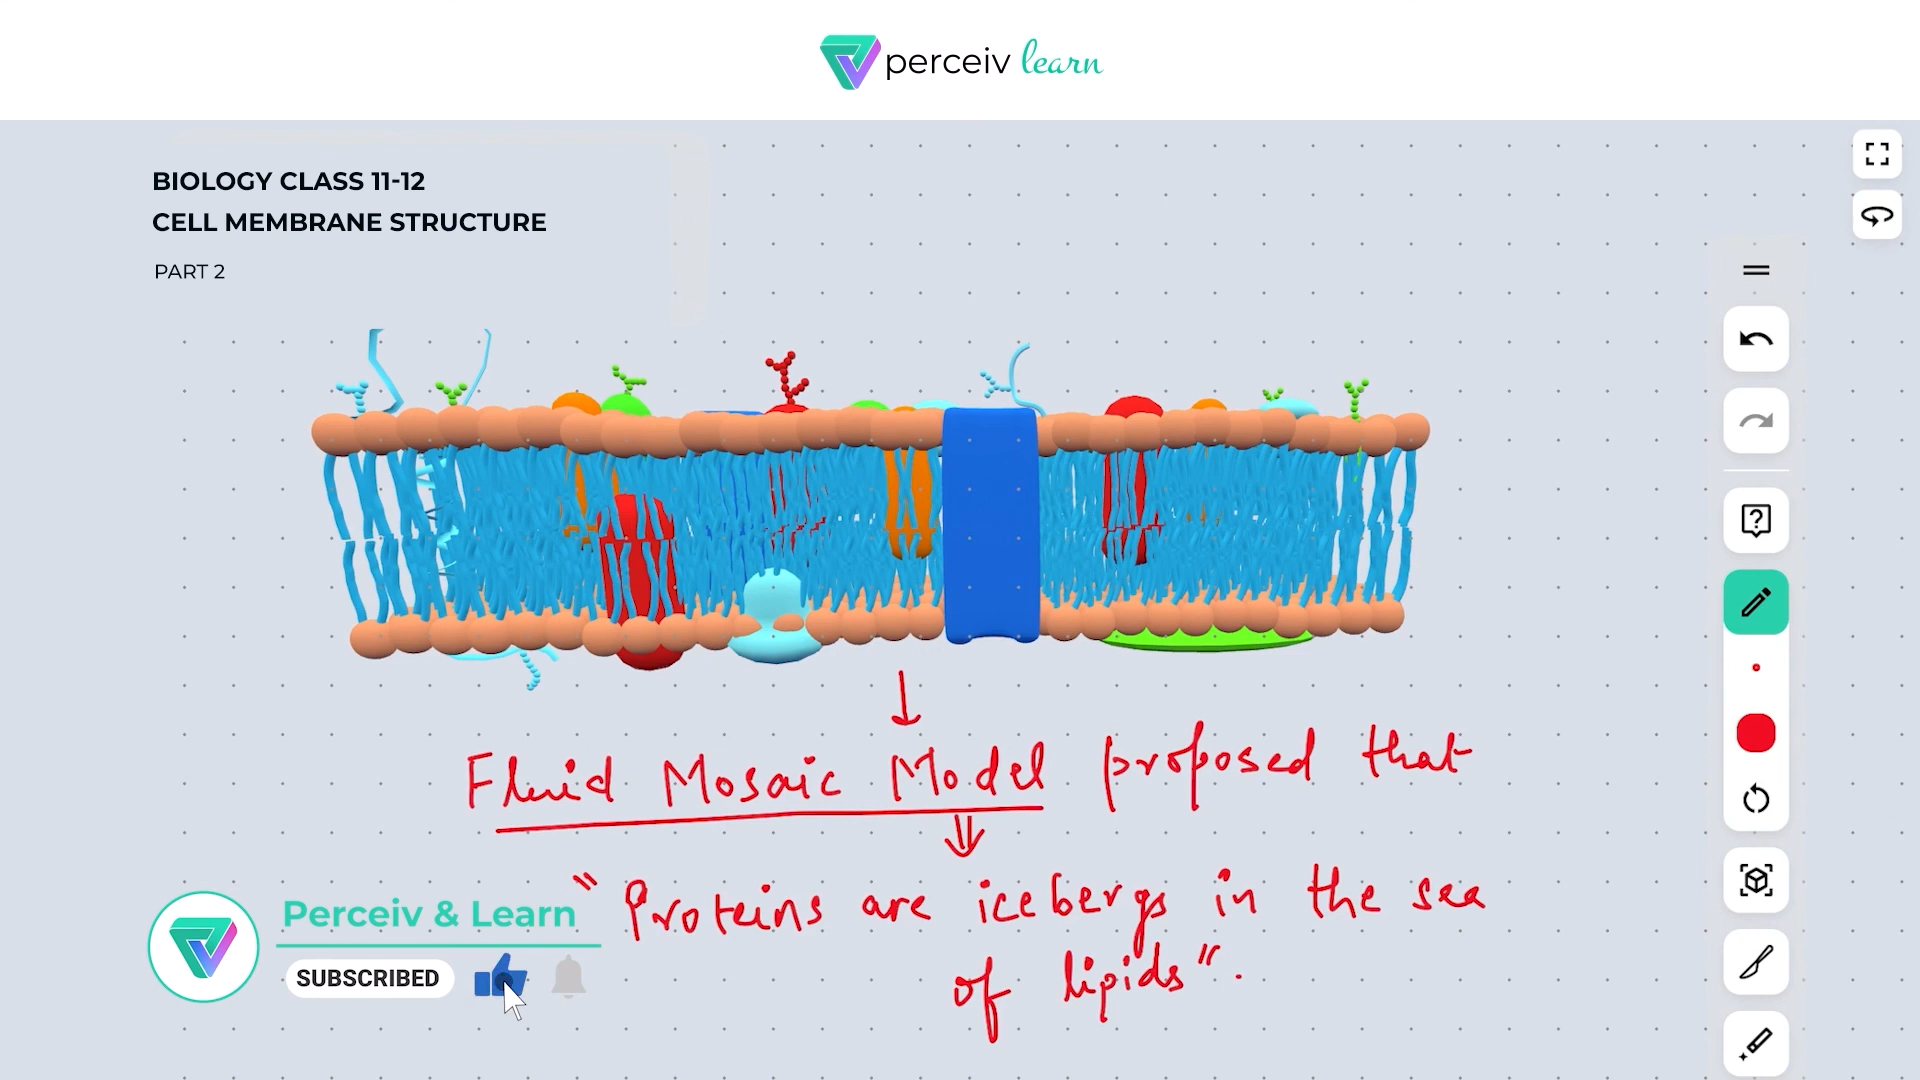 perceiv learn
BIOLOGY CLASS 11-12
CELL MEMBRANE STRUCTURE
PART 2
Fluid Mosaic Model proposed that
"Proteins are icebergs in the sea
of lipids".
Perceiv & Learn
SUBSCRIBED